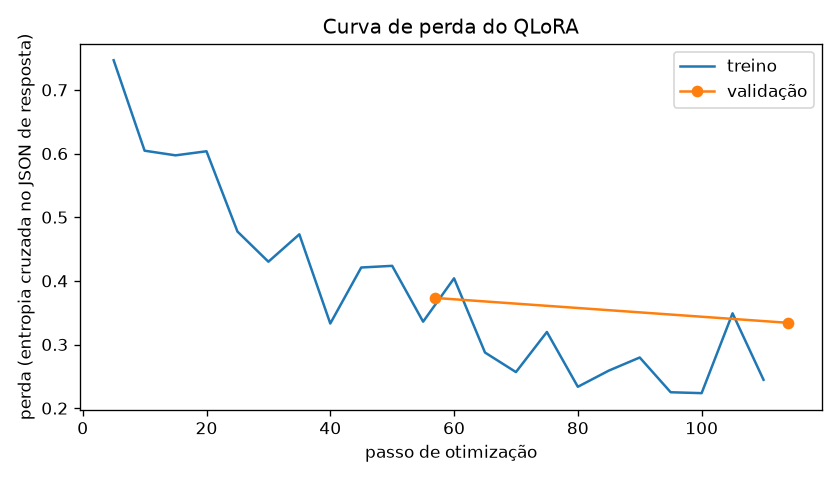 Curva de perda do QLoRA
perda (entropia cruzada no JSON de resposta)
0.7
0.6
0.5
0.4
0.3
0.2
treino
validação
0 20 40 60 80 100
passo de otimização